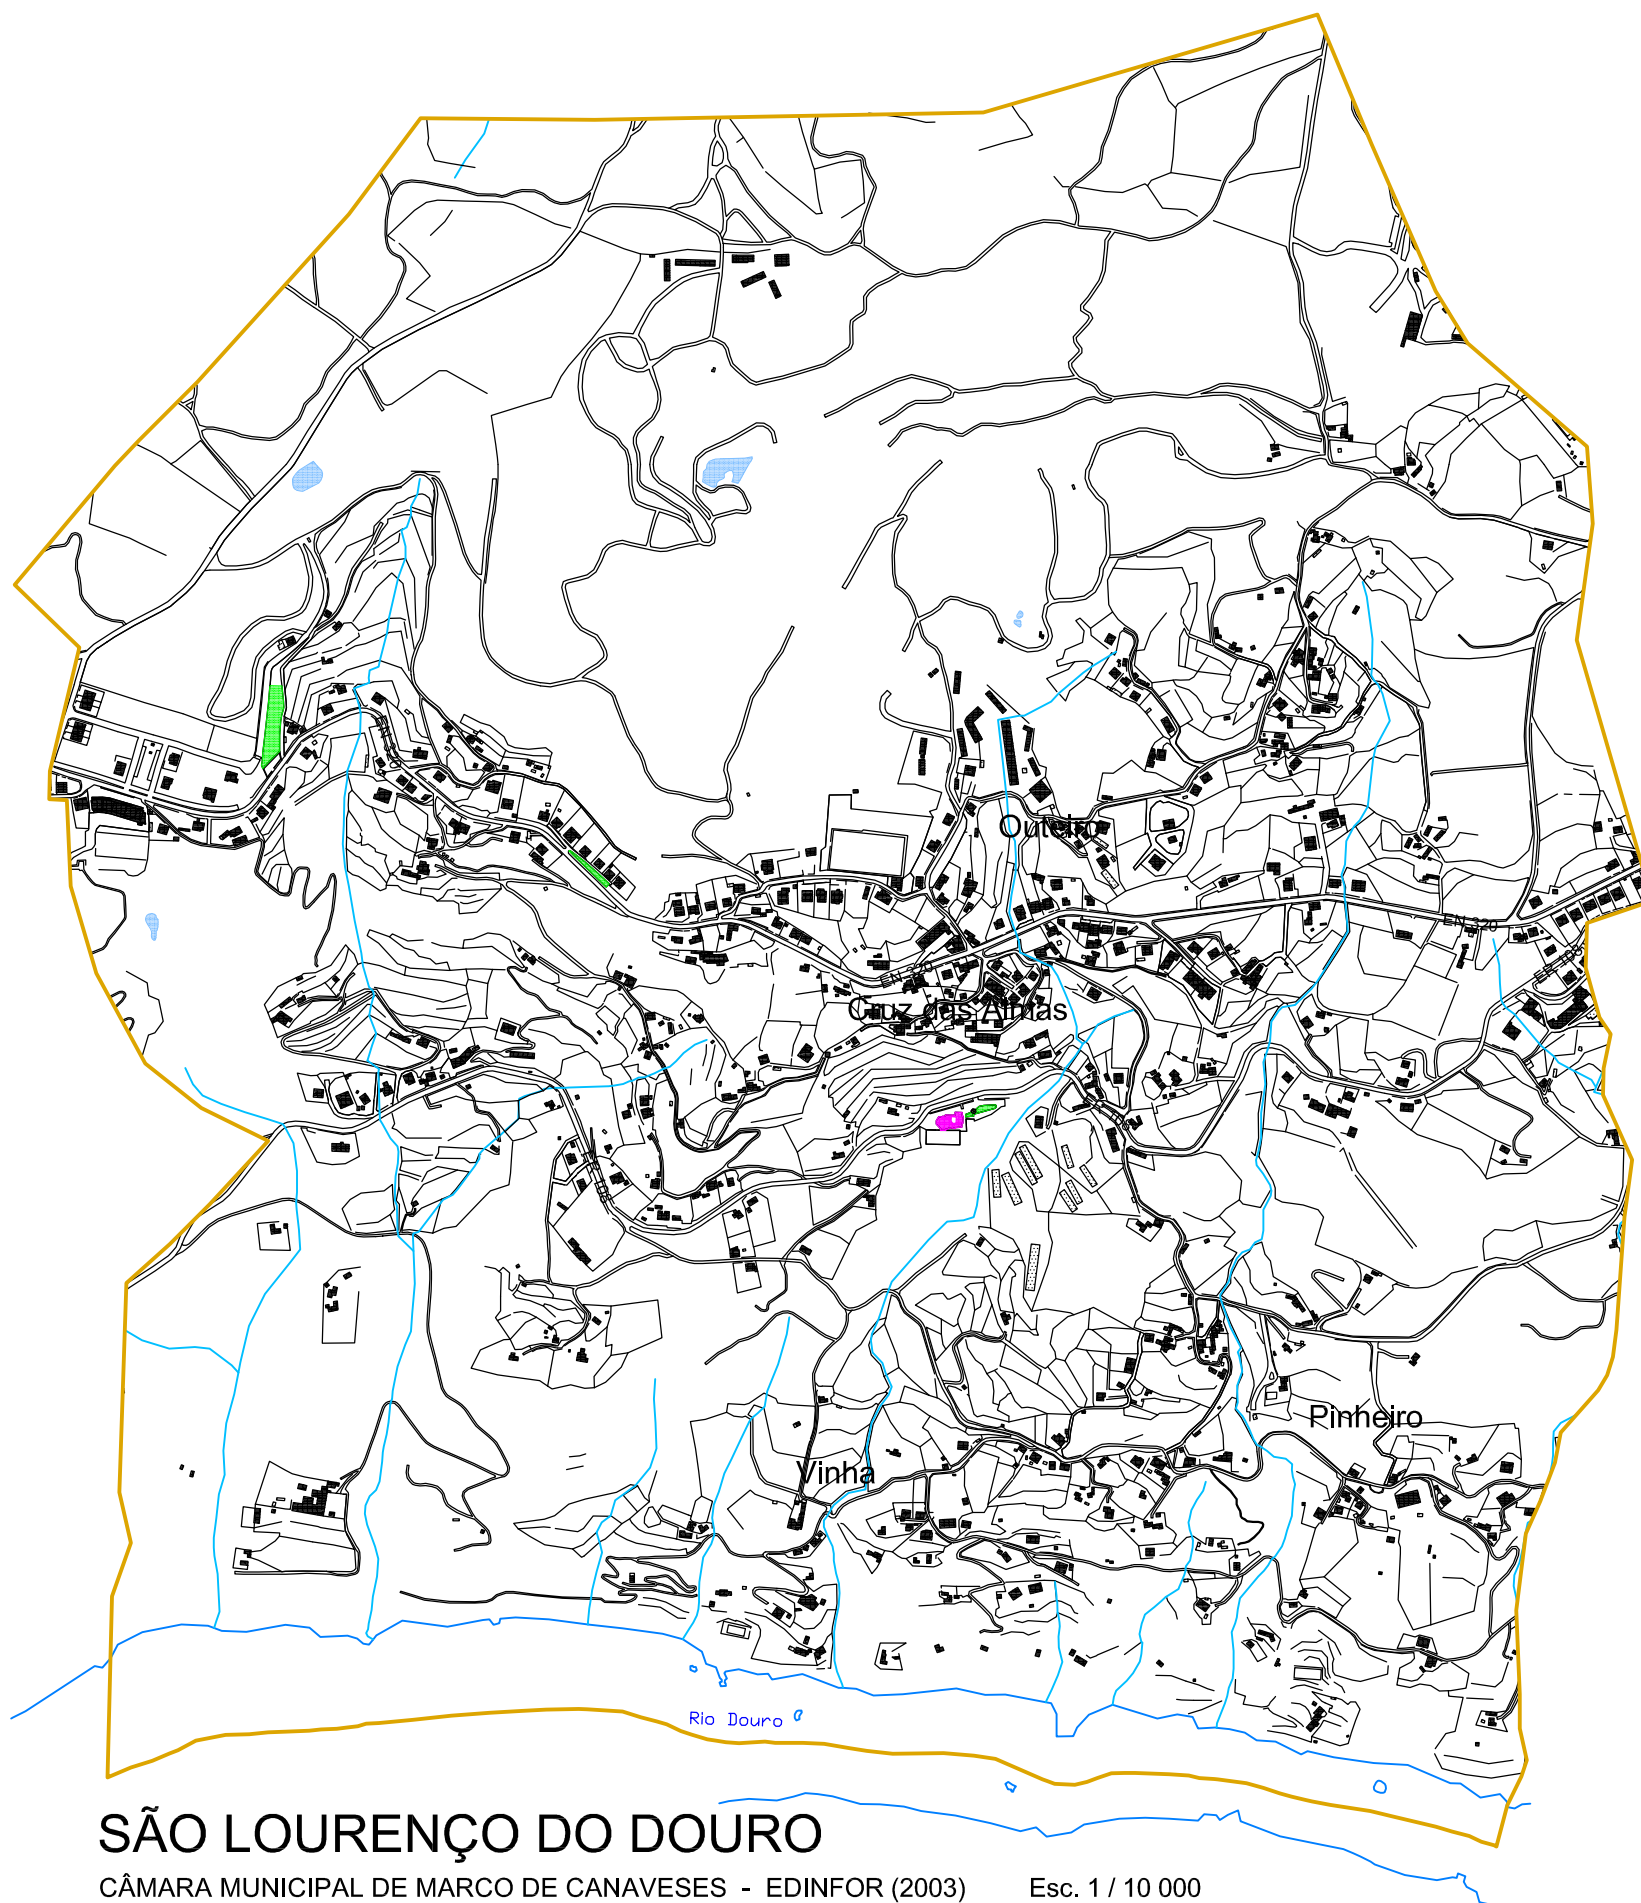 Outeiro
EN 320
EN 320
Cruz das Almas
Pinheiro
Vinha
Rio Douro
SÃO LOURENÇO DO DOURO
CÂMARA MUNICIPAL DE MARCO DE CANAVESES - EDINFOR (2003) Esc. 1 / 10 000